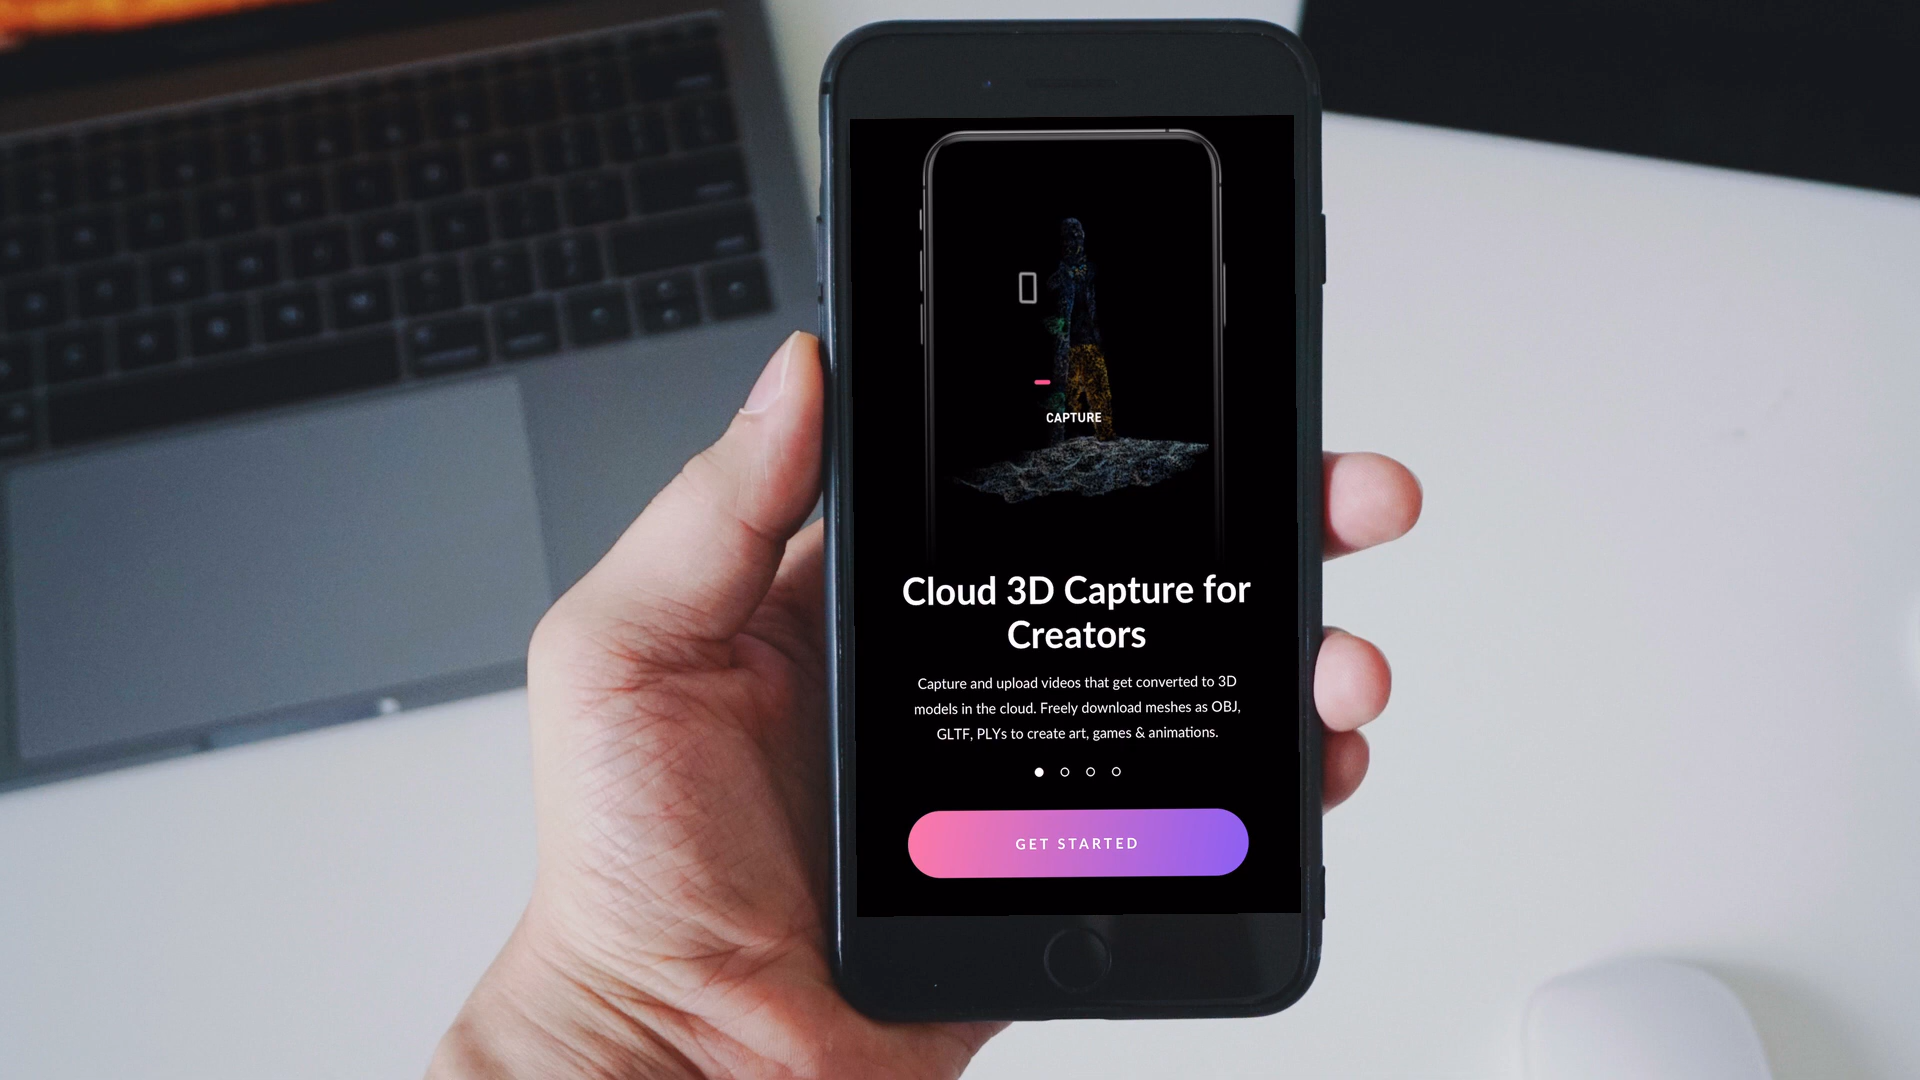 CAPTURE
Cloud 3D Capture for
Creators
Capture and upload videos that get converted to 3D
models in the cloud. Freely download meshes as OBJ,
GLTF, PLYs to create art, games & animations.
GET STARTED